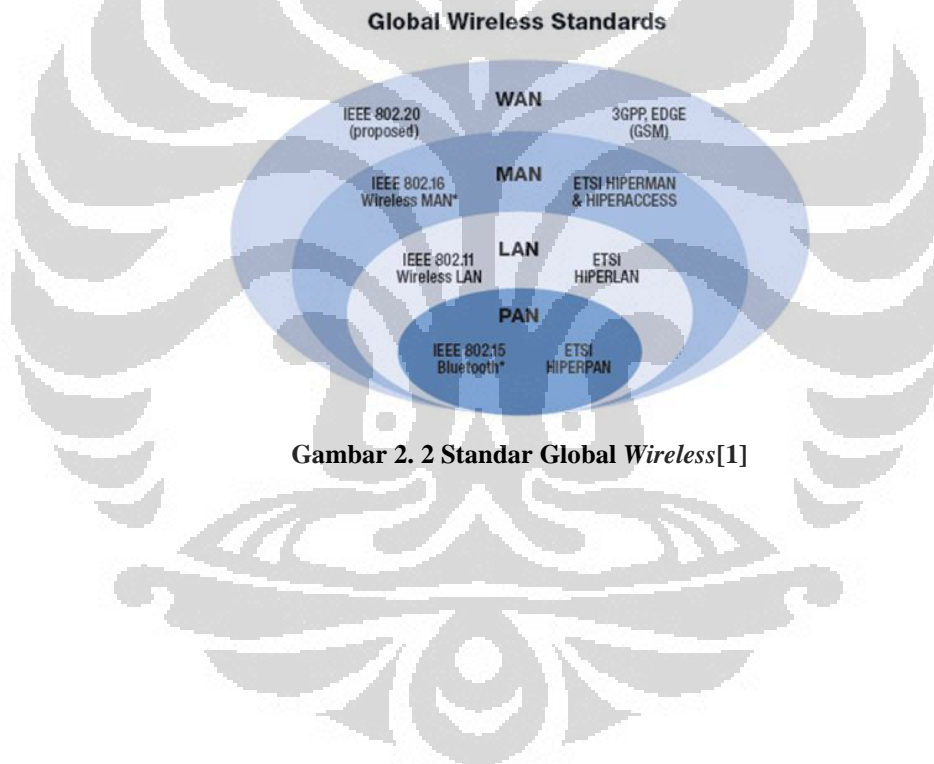 Global Wireless Standards
WAN
IEEE 802.20
(proposed)
3GPP, EDGE
(GSM)
MAN
IEEE 802.16
Wireless MAN*
ETSI HIPERMAN
& HIPERACCESS
LAN
IEEE 802.11
Wireless LAN
ETSI
HIPERLAN
PAN
IEEE 802.15
Bluetooth*
ETSI
HIPERPAN
Gambar 2. 2 Standar Global Wireless[1]